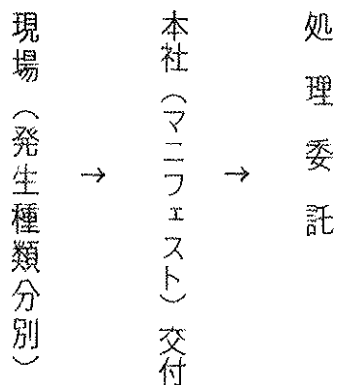 現場（発生種類分別）
→
本社（マニフェスト）交付
→
処理委託